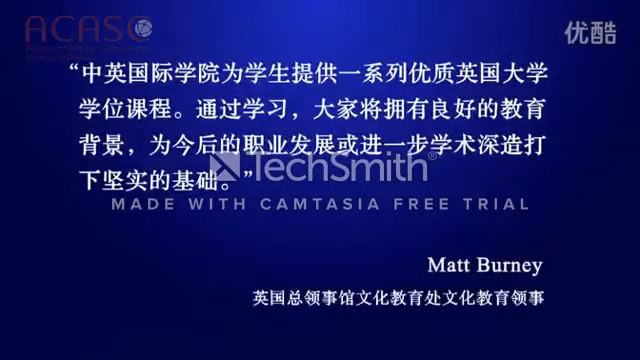 ACASC
优酷
“中英国际学院为学生提供一系列优质英国大学
学位课程。通过学习，大家将拥有良好的教育
背景，为今后的职业发展或进一步学术深造打
下坚实的基础。”
TechSmith®
MADE WITH CAMTASIA FREE TRIAL
Matt Burney
英国总领事馆文化教育处文化教育领事